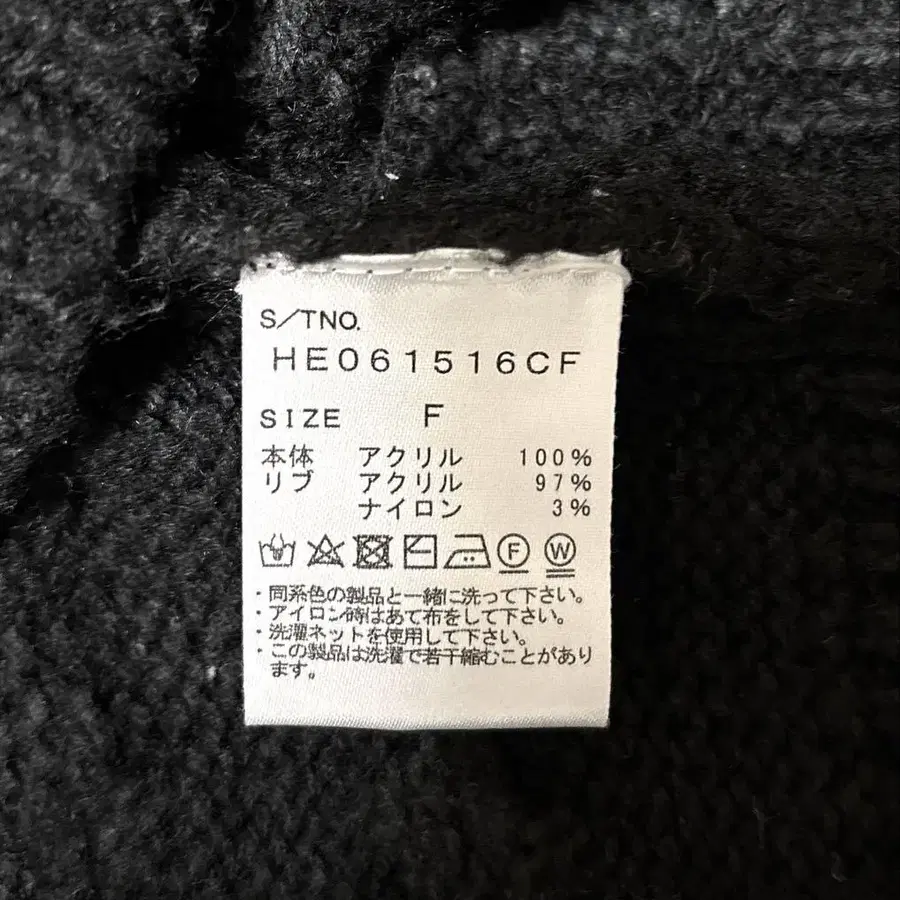 S/TNO.
HE061516CF
SIZE F
本体 アクリル 100%
リブ アクリル 97%
ナイロン 3%
F W
・同系色の製品と一緒に洗って下さい。
・アイロン時はあて布をして下さい。
・洗濯ネットを使用して下さい。
・この製品は洗濯で若干縮むことがあり
ます。